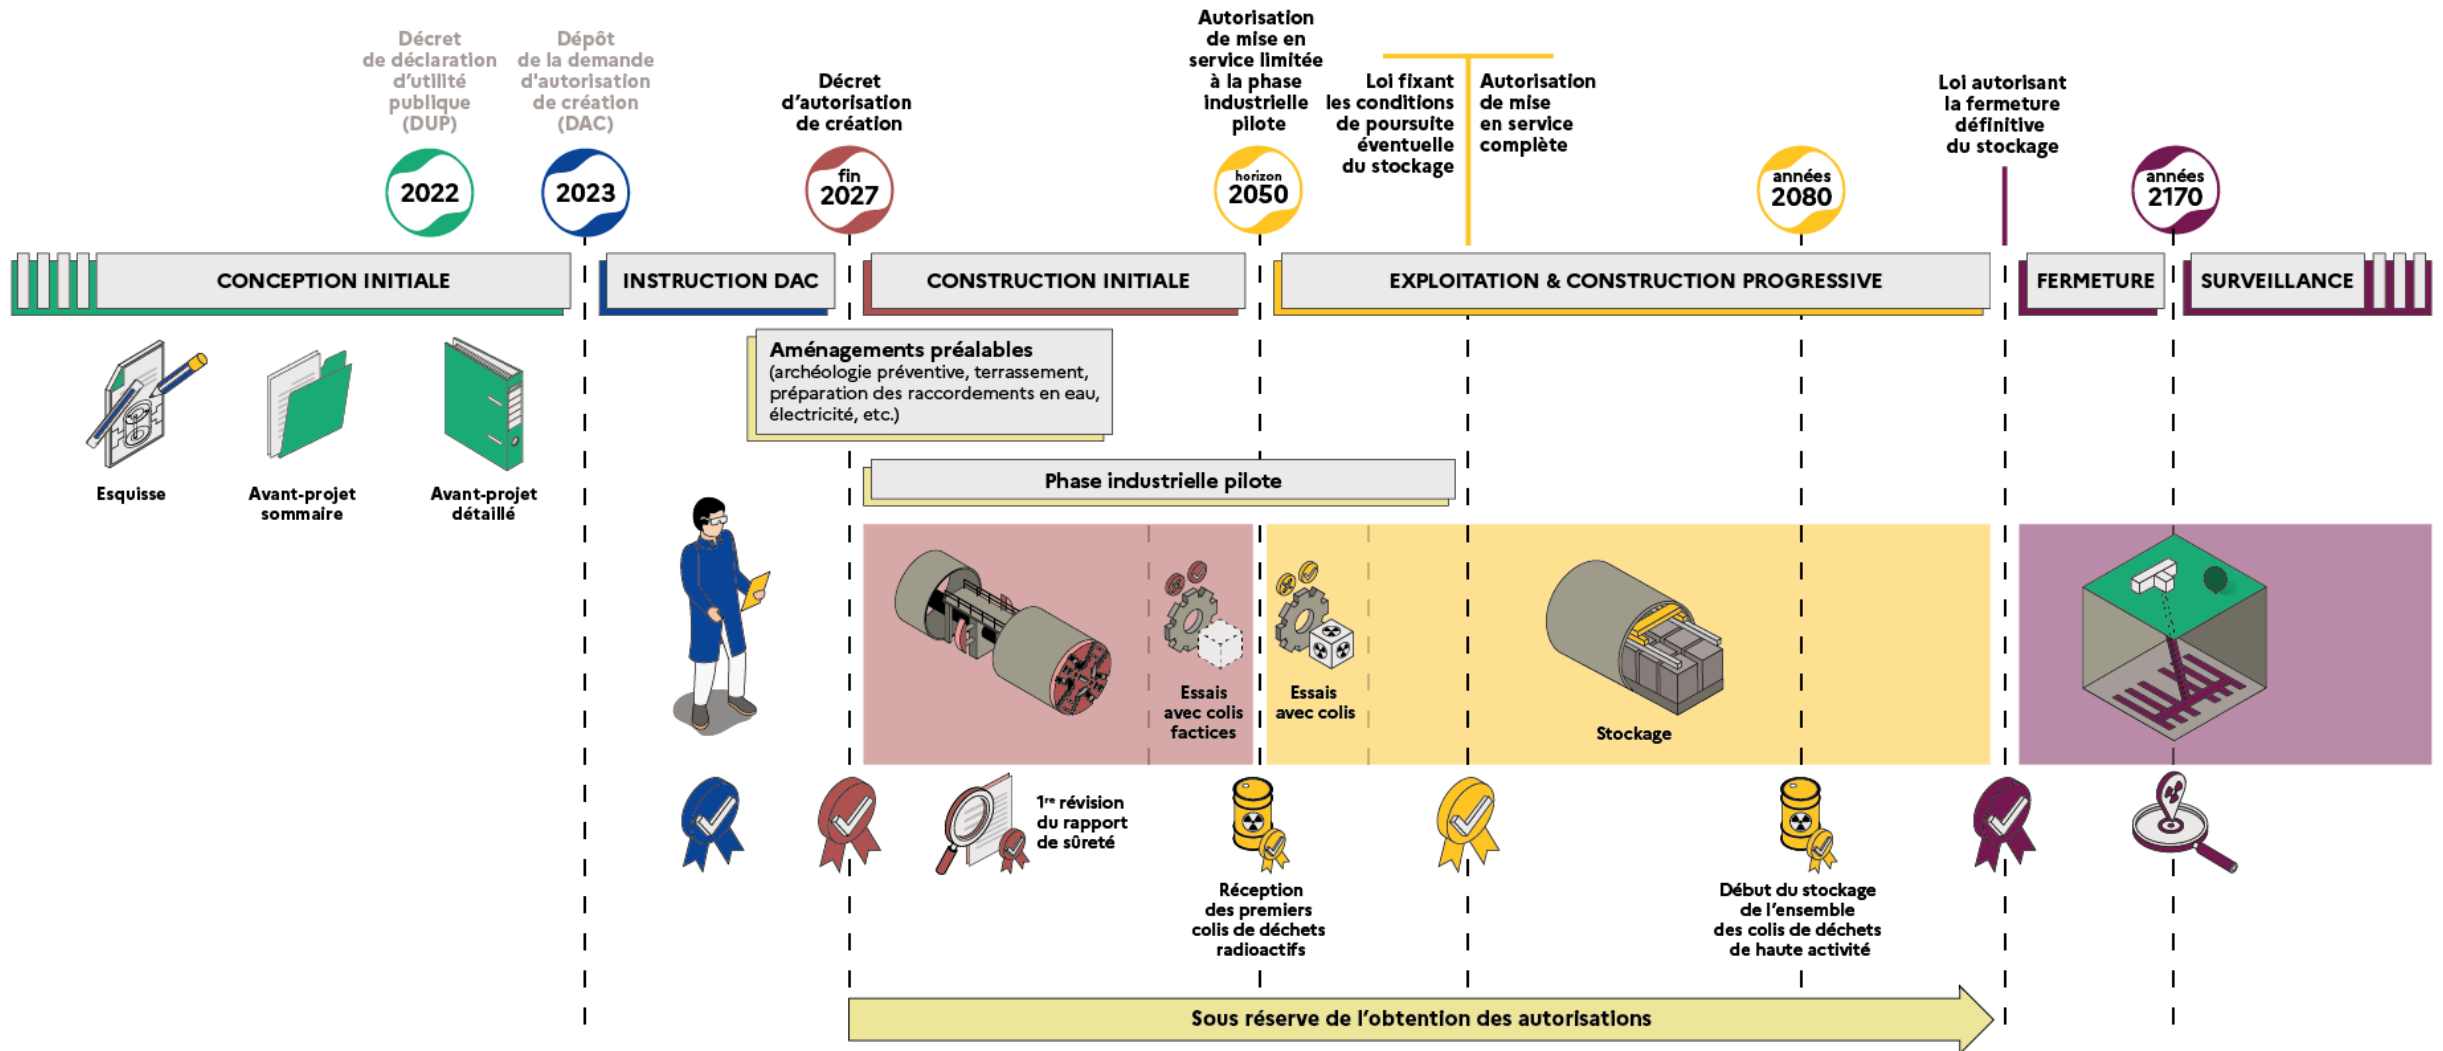 Décret
de déclaration
d'utilité
publique
(DUP)
2022
Dépôt
de la demande
d'autorisation
de création
(DAC)
2023
Décret
d'autorisation
de création
fin
2027
Autorisation
de mise en
service limitée
à la phase
industrielle
pilote
horizon
2050
Loi fixant
les conditions
de poursuite
éventuelle
du stockage
Autorisation
de mise
en service
complète
années
2080
Loi autorisant
la fermeture
définitive
du stockage
années
2170
CONCEPTION INITIALE
INSTRUCTION DAC
CONSTRUCTION INITIALE
EXPLOITATION & CONSTRUCTION PROGRESSIVE
FERMETURE
SURVEILLANCE
Aménagements préalables
(archéologie préventive, terrassement,
préparation des raccordements en eau,
électricité, etc.)
Esquisse
Avant-projet
sommaire
Avant-projet
détaillé
Phase industrielle pilote
Essais
avec colis
factices
Essais
avec colis
Stockage
1re révision
du rapport
de sûreté
Réception
des premiers
colis de déchets
radioactifs
Début du stockage
de l'ensemble
des colis de déchets
de haute activité
Sous réserve de l'obtention des autorisations